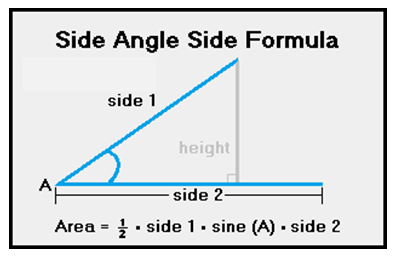 Side Angle Side Formula
side 1
height
A
side 2
Area = ½ · side 1 · sine (A) · side 2